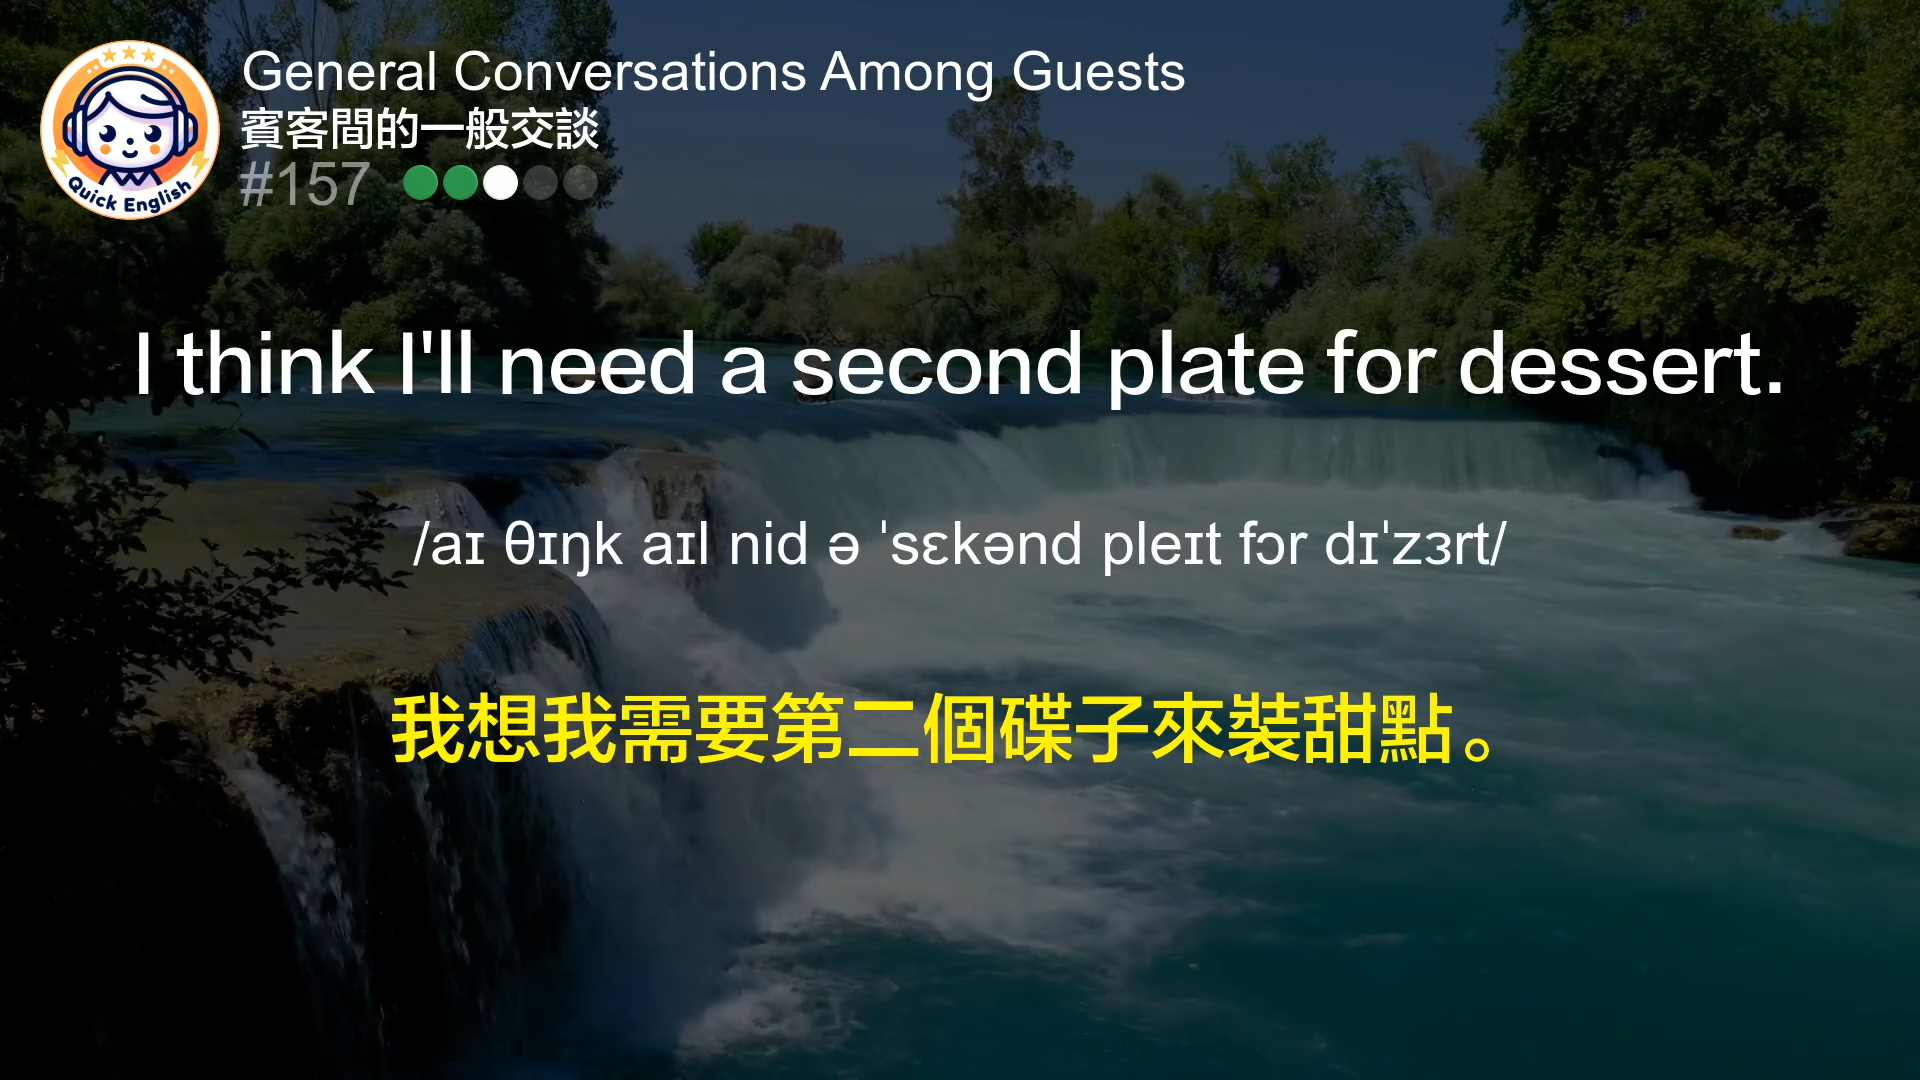 General Conversations Among Guests
賓客間的一般交談
#157
Quick English
I think I'll need a second plate for dessert.
/aɪ θɪŋk aɪl nid ə ˈsɛkənd pleɪt fɔr dɪˈzɜrt/
我想我需要第二個碟子來裝甜點。